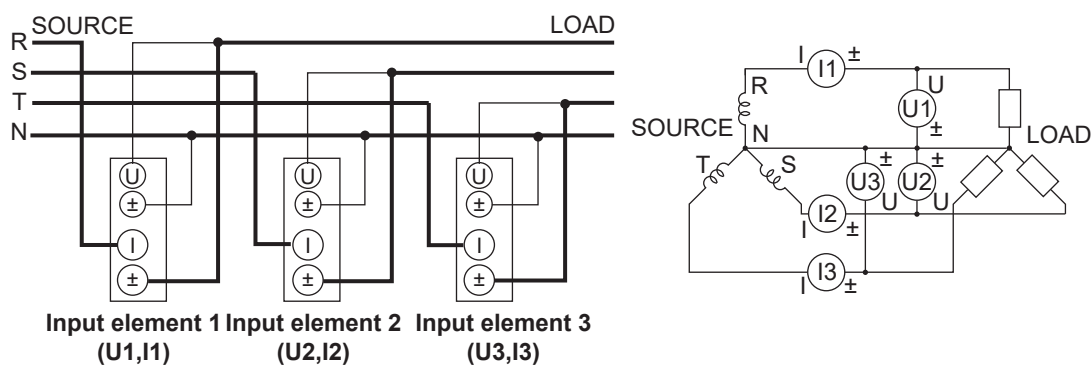 SOURCE
LOAD
R
S
T
N
U
±
I
±
U
±
I
±
U
±
I
±
Input element 1
(U1,I1)
Input element 2
(U2,I2)
Input element 3
(U3,I3)
I
I1
±
R
U
U1
±
SOURCE
N
LOAD
T
S
±
±
U3
U2
U
U
I
I2
±
I
I3
±